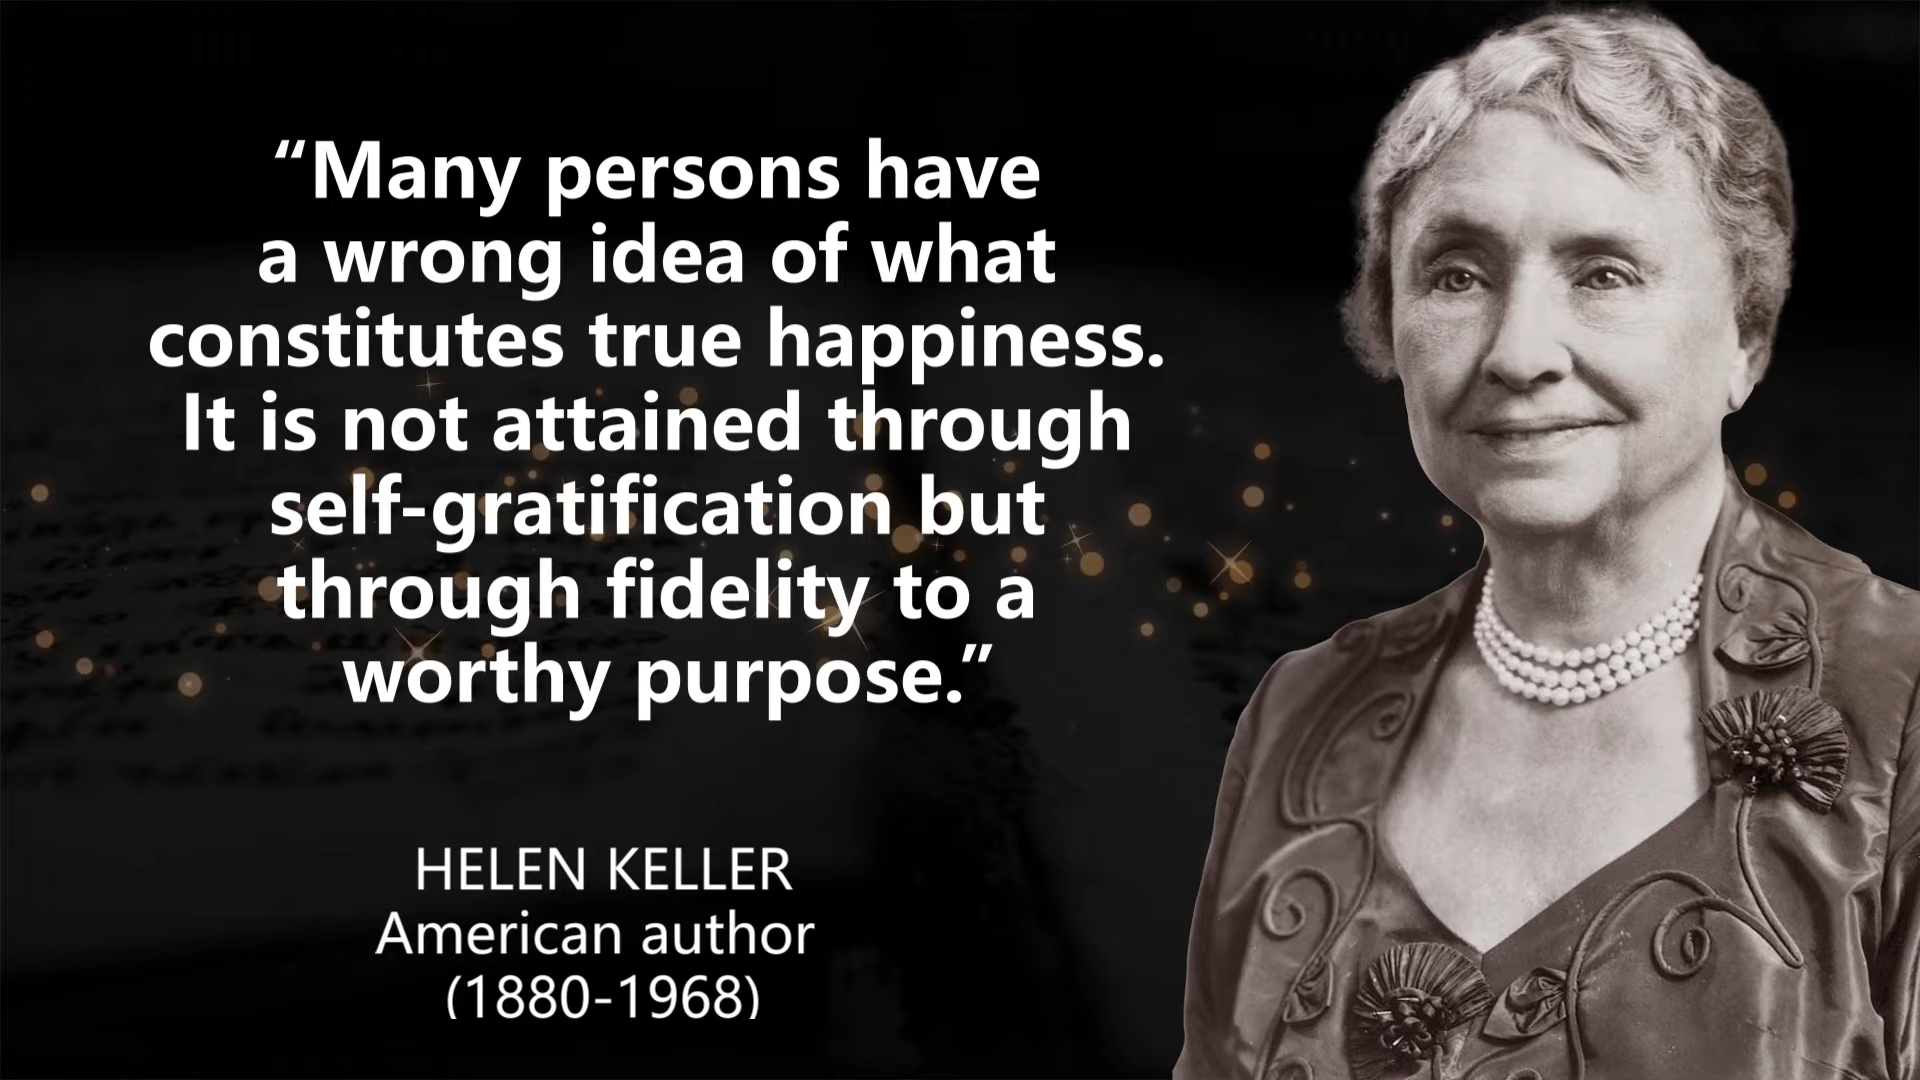 “Many persons have
a wrong idea of what
constitutes true happiness.
It is not attained through
self-gratification but
through fidelity to a
worthy purpose.”
HELEN KELLER
American author
(1880-1968)